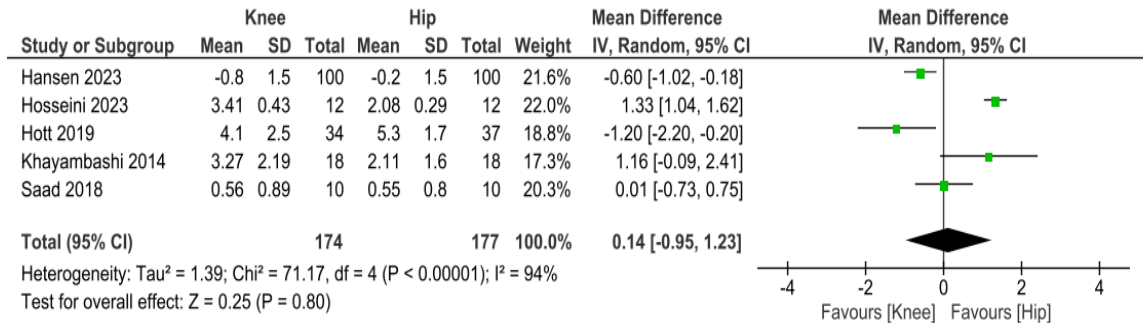 Knee Hip Mean Difference Mean Difference
Study or Subgroup Mean SD Total Mean SD Total Weight IV, Random, 95% CI IV, Random, 95% CI
Hansen 2023 -0.8 1.5 100 -0.2 1.5 100 21.6% -0.60 [-1.02, -0.18]
Hosseini 2023 3.41 0.43 12 2.08 0.29 12 22.0% 1.33 [1.04, 1.62]
Hott 2019 4.1 2.5 34 5.3 1.7 37 18.8% -1.20 [-2.20, -0.20]
Khayambashi 2014 3.27 2.19 18 2.11 1.6 18 17.3% 1.16 [-0.09, 2.41]
Saad 2018 0.56 0.89 10 0.55 0.8 10 20.3% 0.01 [-0.73, 0.75]
Total (95% CI) 174 177 100.0% 0.14 [-0.95, 1.23]
Heterogeneity: Tau² = 1.39; Chi² = 71.17, df = 4 (P < 0.00001); I² = 94%
Test for overall effect: Z = 0.25 (P = 0.80)
-4 -2 0 2 4
Favours [Knee] Favours [Hip]